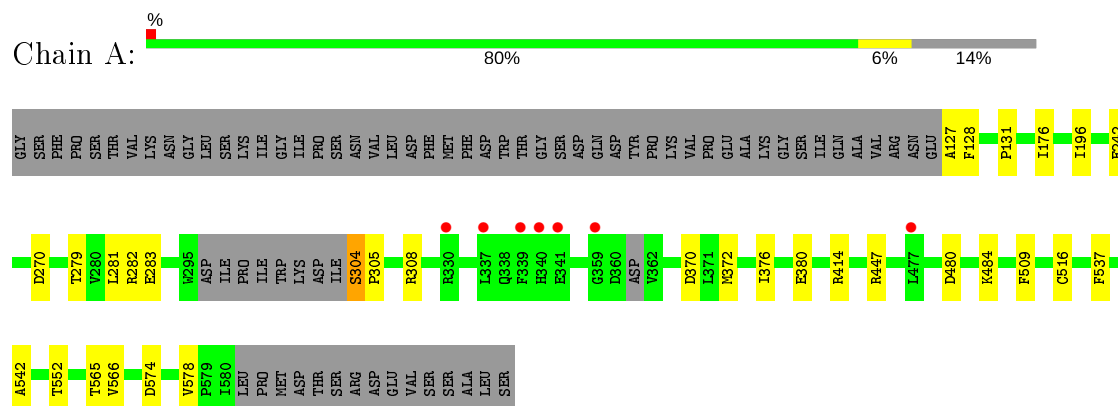 %
Chain A:
80% 6% 14%
GLY SER PHE PRO SER THR VAL LYS ASN GLY LEU SER LYS ILE GLY ILE PRO SER ASN VAL LEU ASP PHE MET PHE ASP TRP THR GLY SER ASP GLN ASP TYR PRO LYS VAL PRO GLU ALA LYS GLY SER ILE GLN ALA VAL ARG ASN GLU A127 F128 P131 I176 I196
D270 T279 V280 L281 R282 E283 W295 ASP ILE PRO ILE TRP LYS ASP ILE S304 P305 R308 R330 L337 Q338 F339 H340 E341 G359 D360 ASP V362 D370 L371 M372 I376 E380 R414 R447 L477 D480 K484 F509 C516 F537
A542 T552 T565 V566 D574 V578 P579 I580 LEU PRO MET ASP THR SER ARG ASP GLU VAL SER SER ALA LEU SER